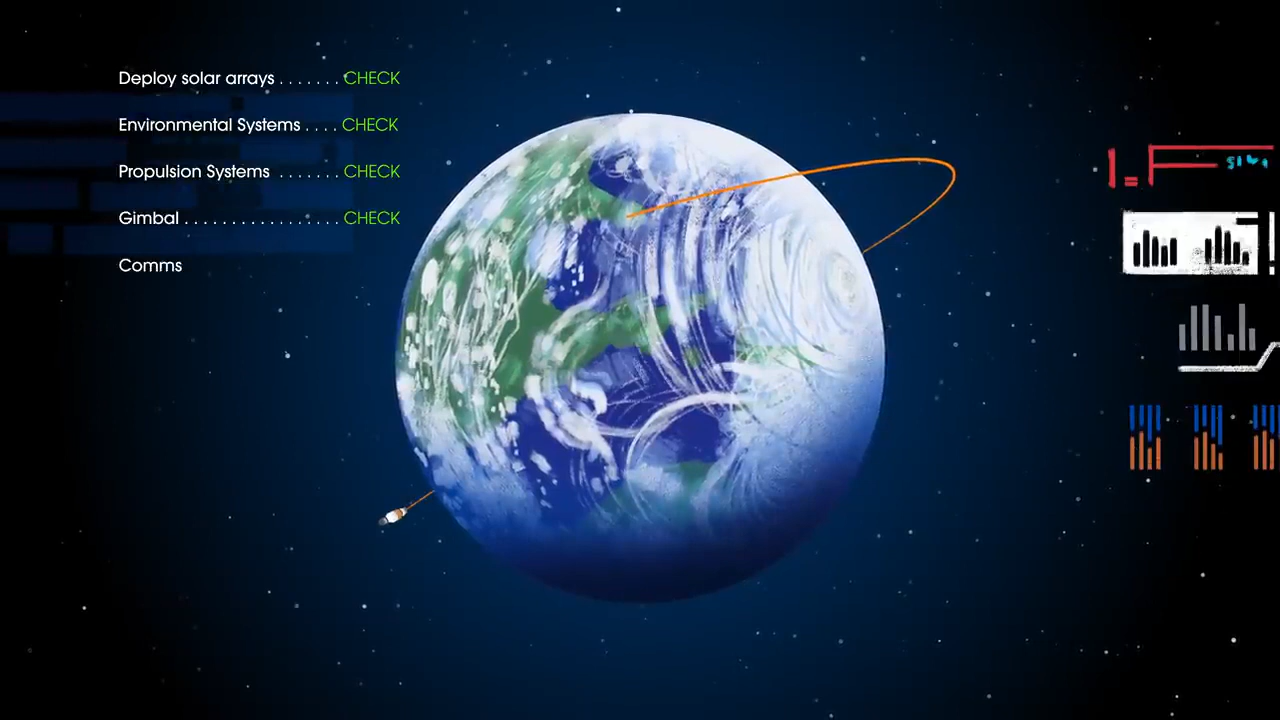 Deploy solar arrays . . . . . . . CHECK
Environmental Systems . . . . CHECK
Propulsion Systems . . . . . . . CHECK
Gimbal . . . . . . . . . . . . . . . . . CHECK
Comms